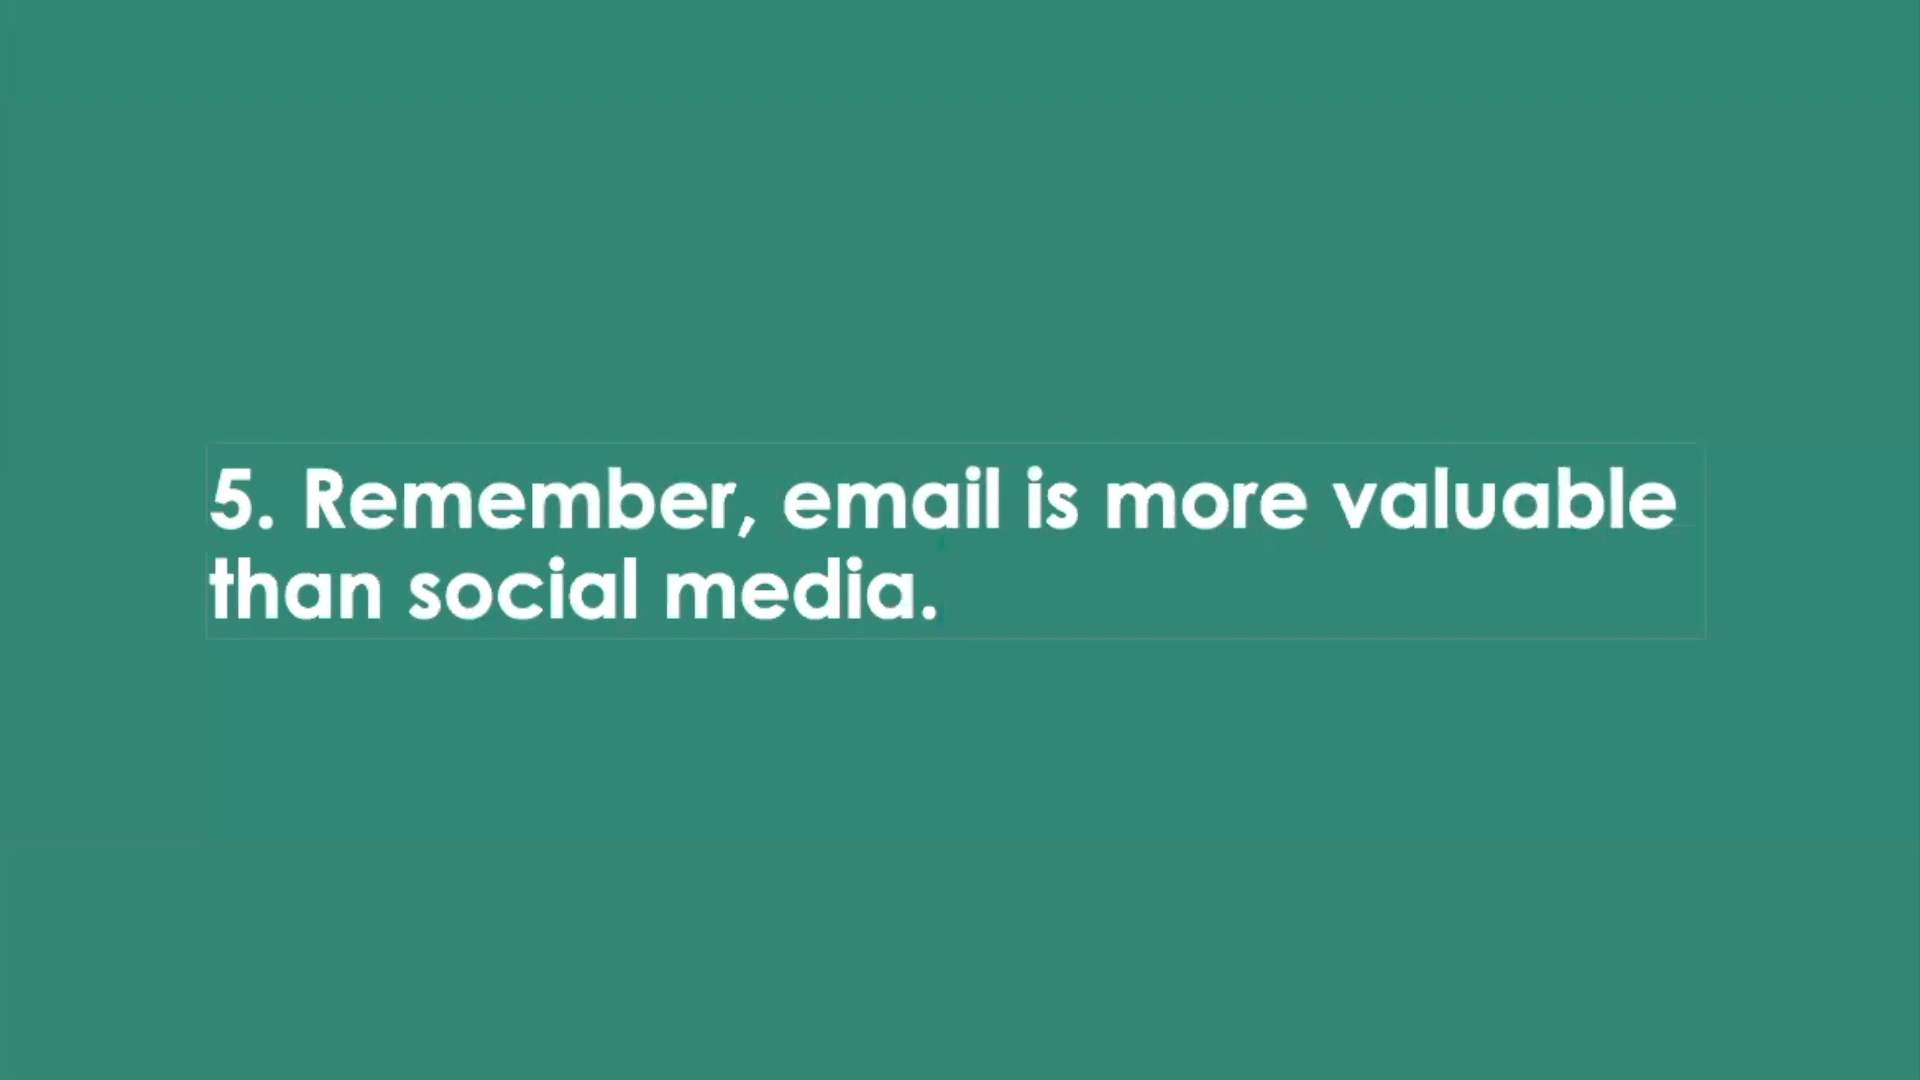 5. Remember, email is more valuable
than social media.